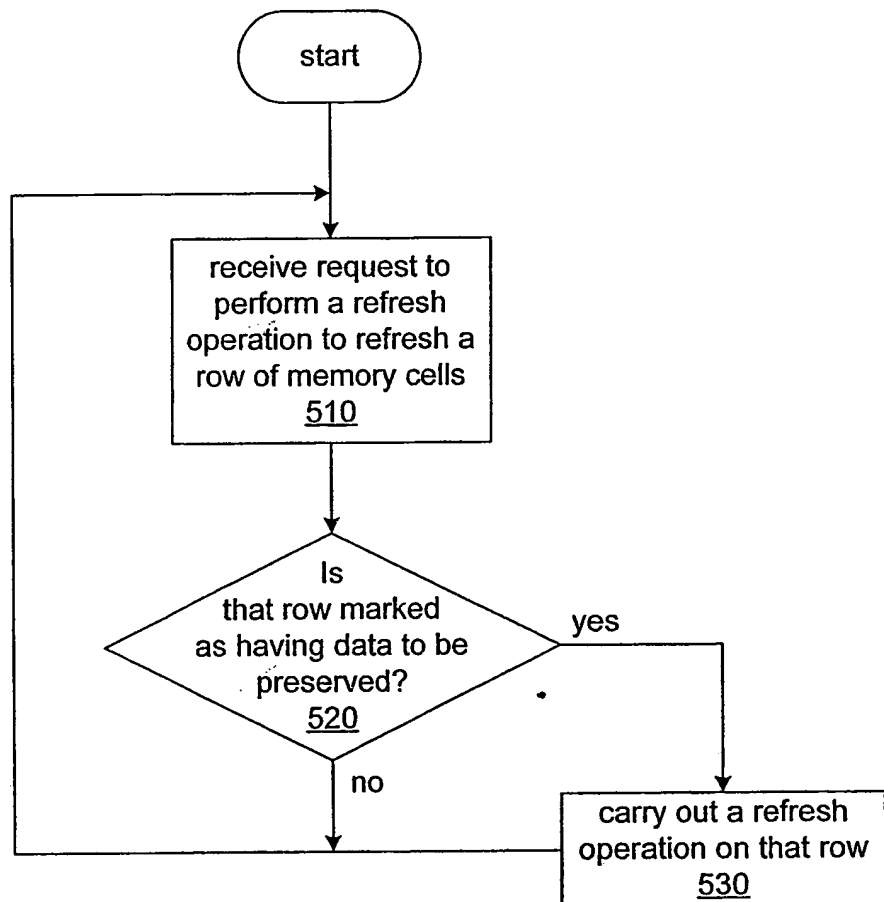 start
receive request to
perform a refresh
operation to refresh a
row of memory cells
510
Is
that row marked
as having data to be
preserved?
520
yes
no
carry out a refresh
operation on that row
530